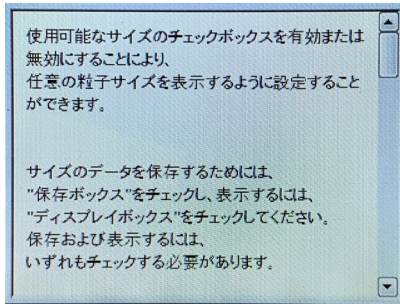 使用可能なサイズのチェックボックスを有効または
無効にすることにより、
任意の粒子サイズを表示するように設定すること
ができます。
サイズのデータを保存するためには、
"保存ボックス"をチェックし、表示するには、
"ディスプレイボックス"をチェックしてください。
保存および表示するには、
いずれもチェックする必要があります。